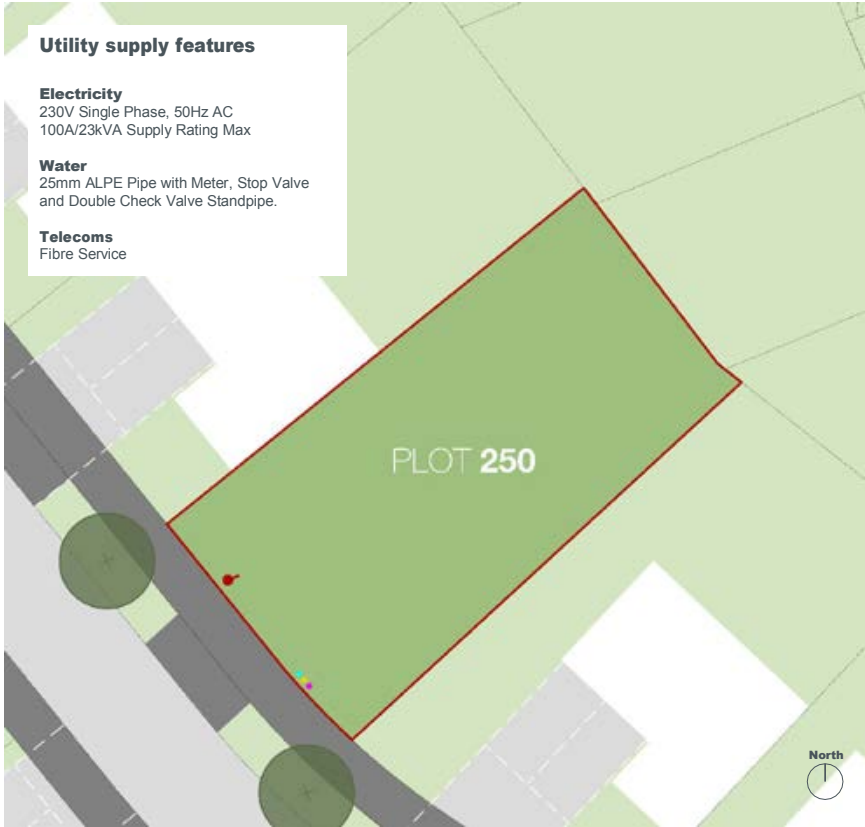 Utility supply features
Electricity
230V Single Phase, 50Hz AC
100A/23kVA Supply Rating Max
Water
25mm ALPE Pipe with Meter, Stop Valve
and Double Check Valve Standpipe.
Telecoms
Fibre Service
PLOT 250
North